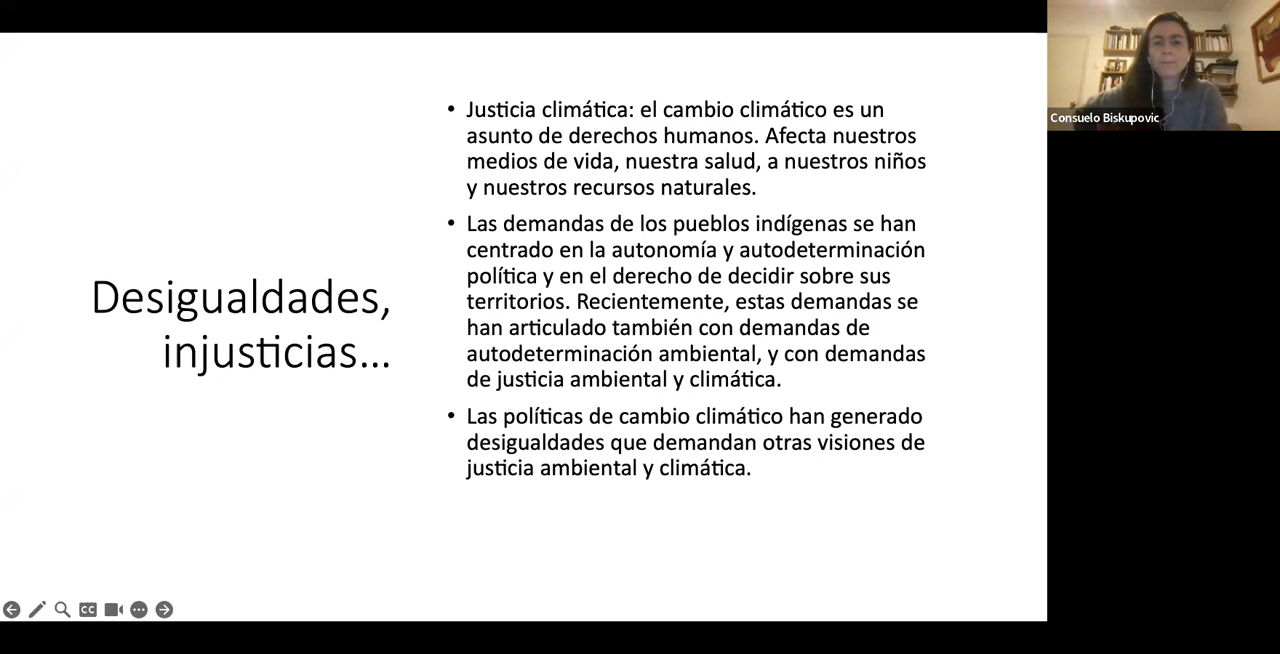 Desigualdades,
injusticias...
• Justicia climática: el cambio climático es un
asunto de derechos humanos. Afecta nuestros
medios de vida, nuestra salud, a nuestros niños
y nuestros recursos naturales.
• Las demandas de los pueblos indígenas se han
centrado en la autonomía y autodeterminación
política y en el derecho de decidir sobre sus
territorios. Recientemente, estas demandas se
han articulado también con demandas de
autodeterminación ambiental, y con demandas
de justicia ambiental y climática.
• Las políticas de cambio climático han generado
desigualdades que demandan otras visiones de
justicia ambiental y climática.
CC
Consuelo Biskupovic